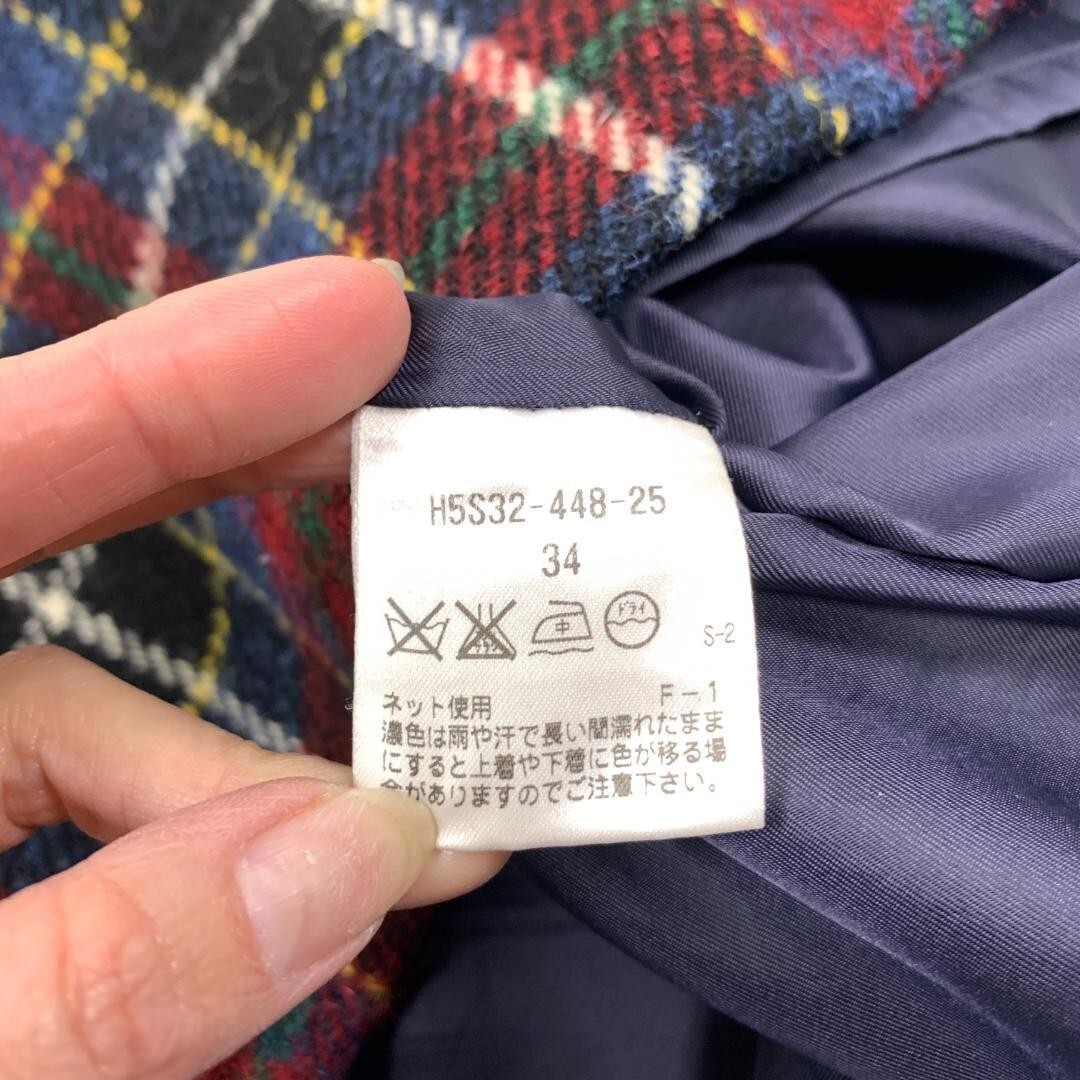 H5S32-448-25
34
中 ドライ
S-2
ネット使用 F-1
濃色は雨や汗で長い間濡れたまま
にすると上着や下着に色が移る場
合がありますのでご注意下さい。